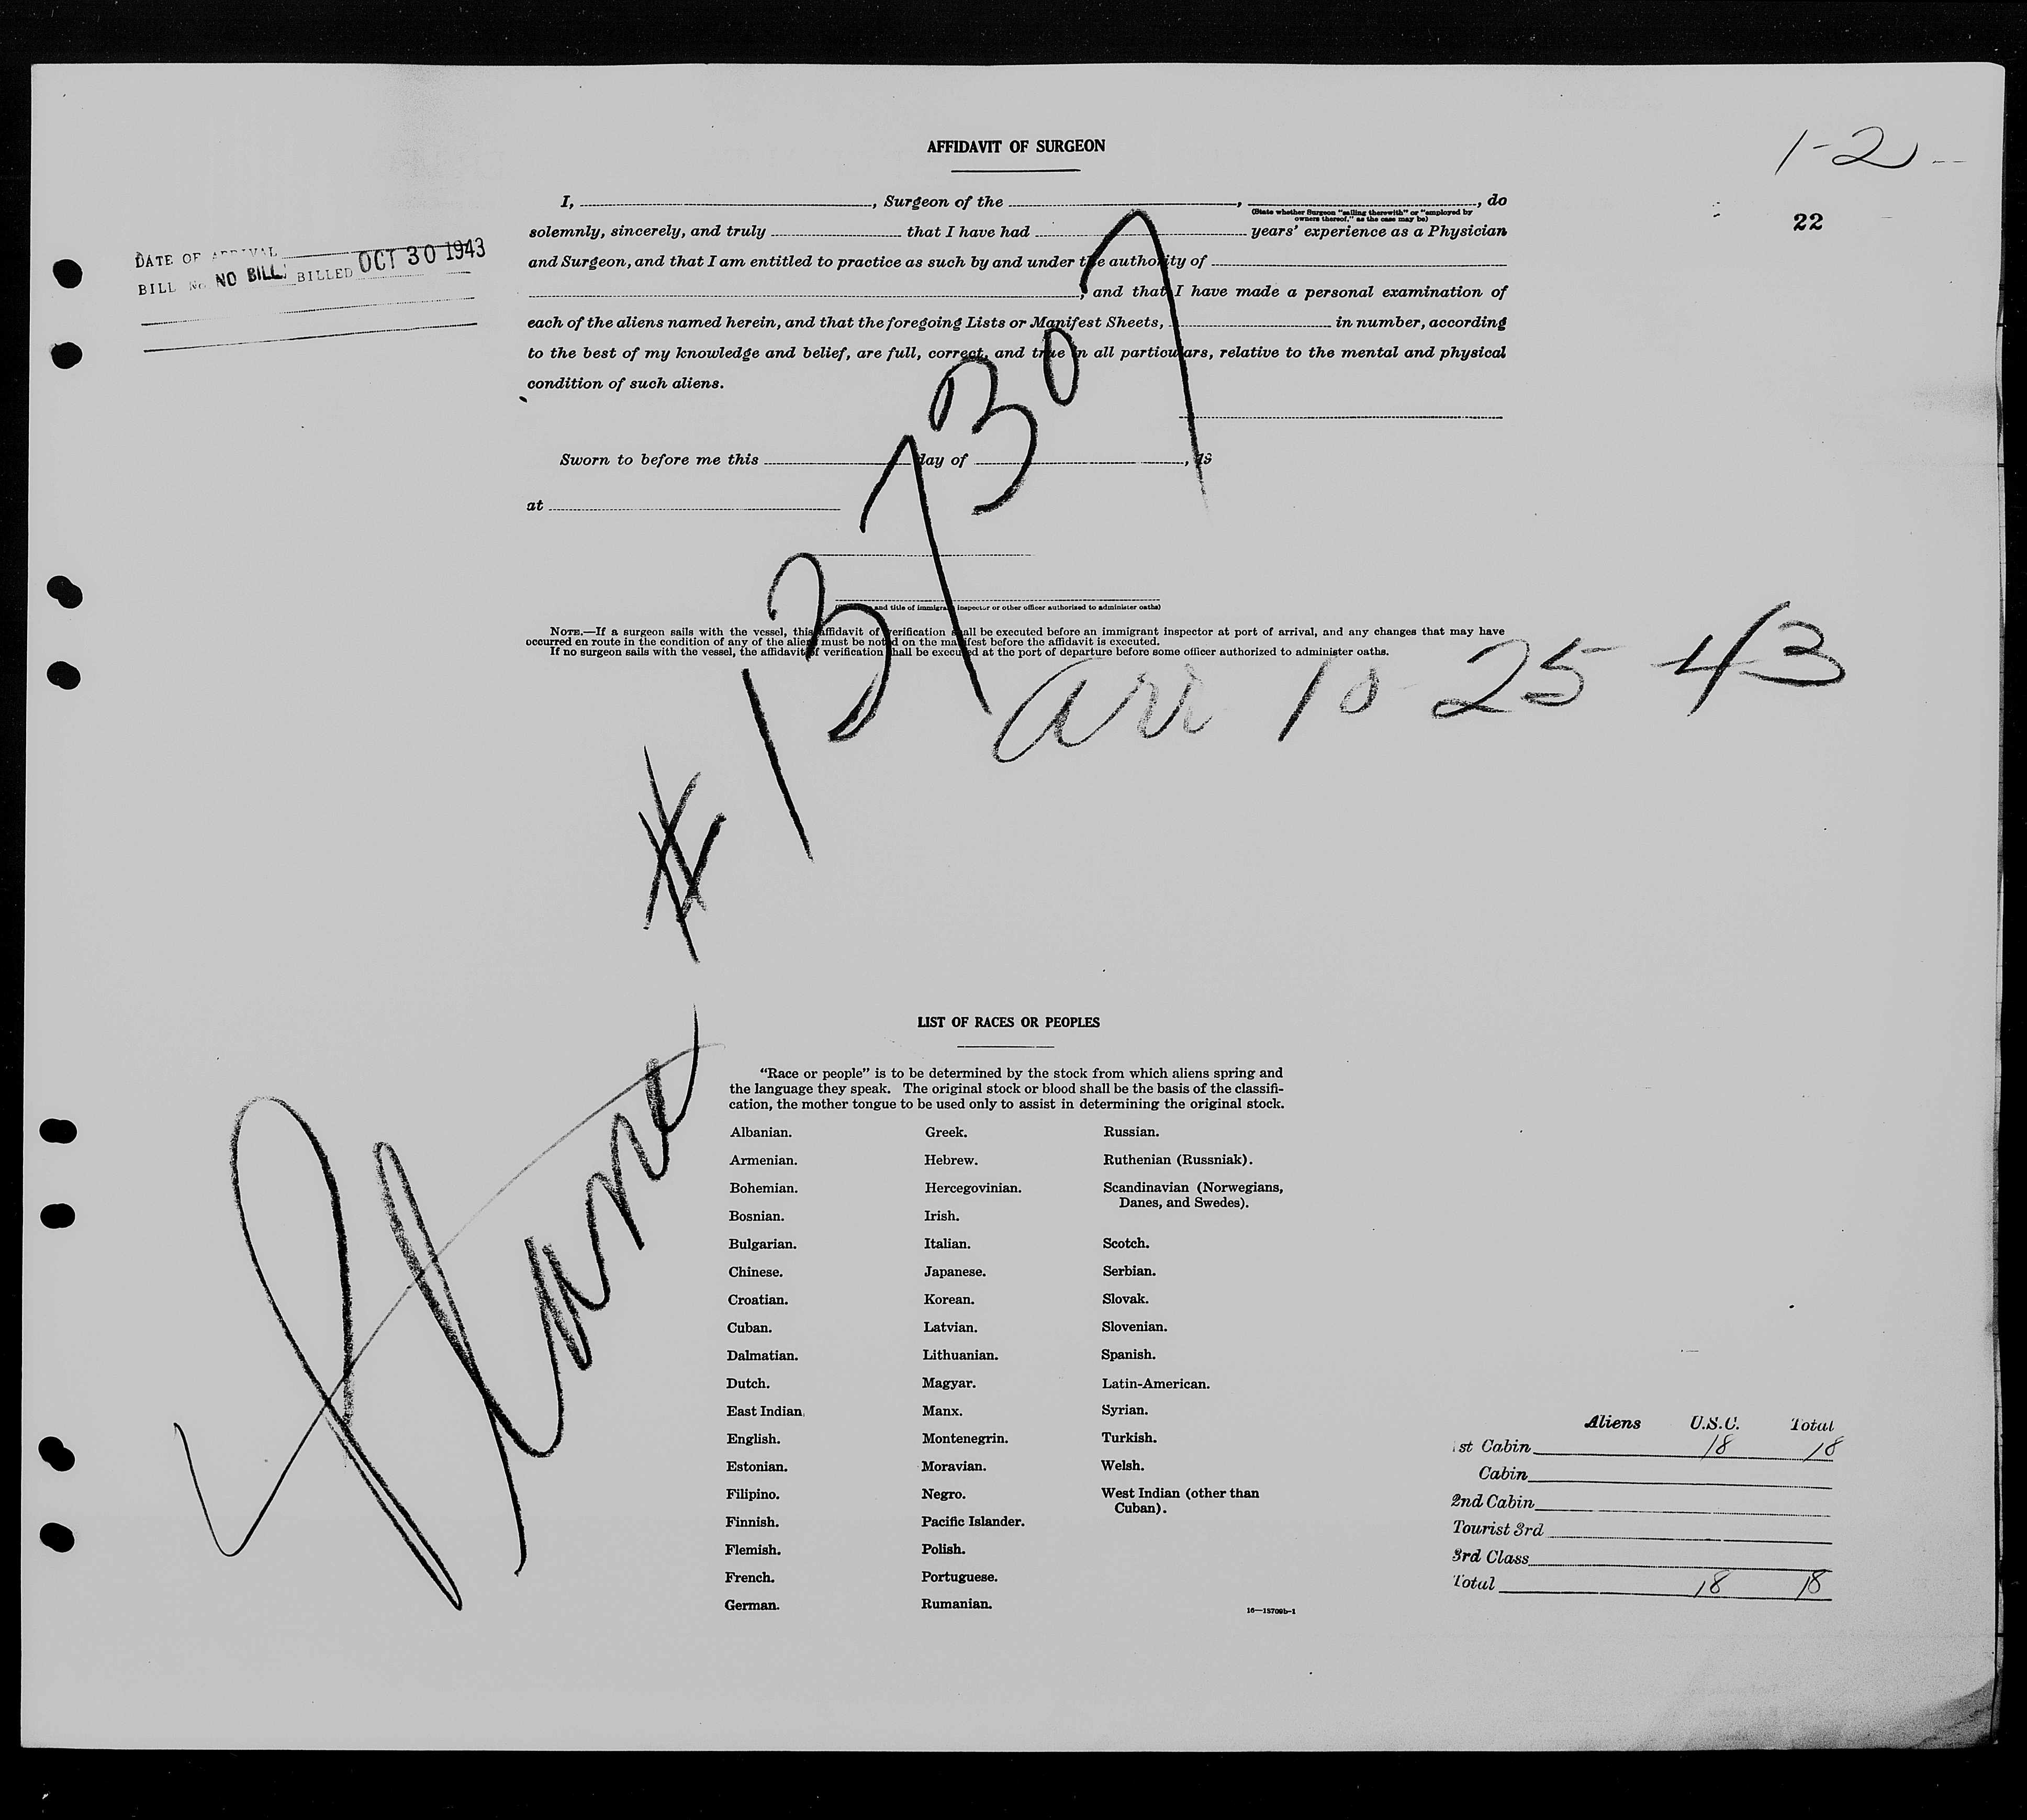 AFFIDAVIT OF SURGEON
1-2
22
I, , Surgeon of the , , do
(State whether Surgeon "sailing therewith" or "employed by
owners thereof," as the case may be)
solemnly, sincerely, and truly that I have had years' experience as a Physician
and Surgeon, and that I am entitled to practice as such by and under the authority of
, and that I have made a personal examination of
each of the aliens named herein, and that the foregoing Lists or Manifest Sheets, in number, according
to the best of my knowledge and belief, are full, correct, and true in all particulars, relative to the mental and physical
condition of such aliens.
DATE OF ARRIVAL
BILL No. NO BILL BILLED OCT 30 1943
Sworn to before me this day of , 19
at
and title of immigrant inspector or other officer authorized to administer oaths)
NOTE.—If a surgeon sails with the vessel, this affidavit of verification shall be executed before an immigrant inspector at port of arrival, and any changes that may have
occurred en route in the condition of any of the aliens must be noted on the manifest before the affidavit is executed.
If no surgeon sails with the vessel, the affidavit of verification shall be executed at the port of departure before some officer authorized to administer oaths.
arr 10 25 43
Plane # 137307
LIST OF RACES OR PEOPLES
"Race or people" is to be determined by the stock from which aliens spring and
the language they speak. The original stock or blood shall be the basis of the classifi-
cation, the mother tongue to be used only to assist in determining the original stock.
Albanian.
Armenian.
Bohemian.
Bosnian.
Bulgarian.
Chinese.
Croatian.
Cuban.
Dalmatian.
Dutch.
East Indian
English.
Estonian.
Filipino.
Finnish.
Flemish.
French.
German.
Greek.
Hebrew.
Hercegovinian.
Irish.
Italian.
Japanese.
Korean.
Latvian.
Lithuanian.
Magyar.
Manx.
Montenegrin.
Moravian.
Negro.
Pacific Islander.
Polish.
Portuguese.
Rumanian.
Russian.
Ruthenian (Russniak).
Scandinavian (Norwegians,
Danes, and Swedes).
Scotch.
Serbian.
Slovak.
Slovenian.
Spanish.
Latin-American.
Syrian.
Turkish.
Welsh.
West Indian (other than
Cuban).
16—15709b-1
Aliens U.S.C. Total
1st Cabin 18 18
Cabin
2nd Cabin
Tourist 3rd
3rd Class
Total 18 18